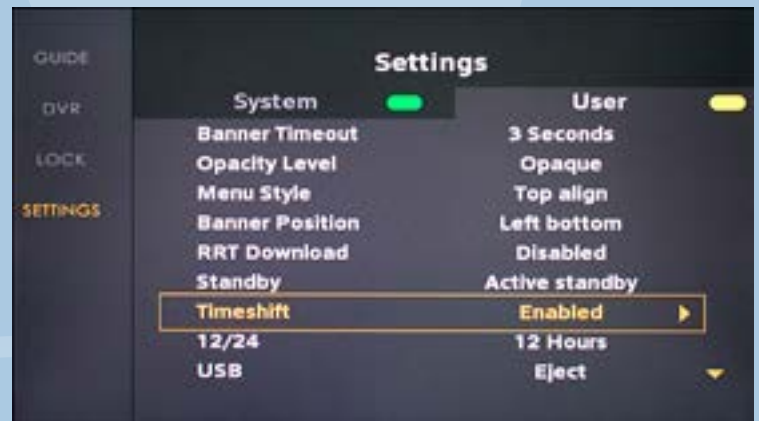 Settings
GUIDE
DVR
LOCK
SETTINGS
System User
Banner Timeout 3 Seconds
Opacity Level Opaque
Menu Style Top align
Banner Position Left bottom
RRT Download Disabled
Standby Active standby
Timeshift Enabled
12/24 12 Hours
USB Eject